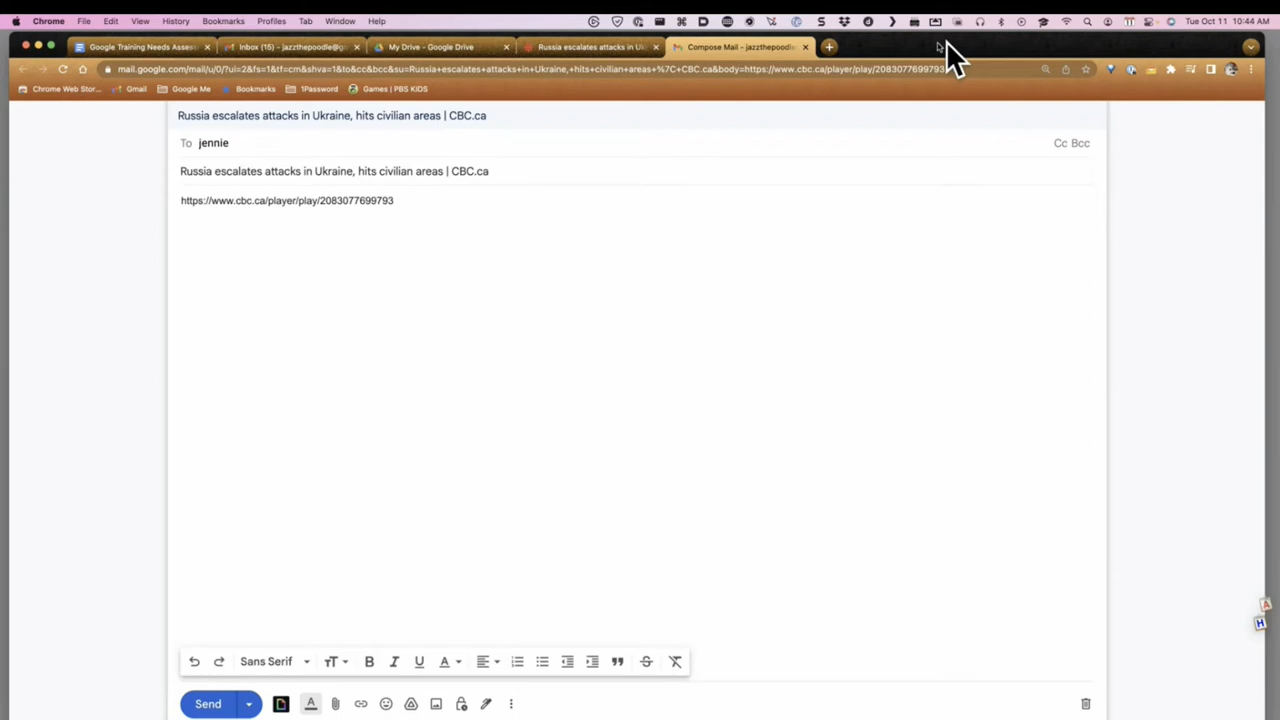 Chrome File Edit View History Bookmarks Profiles Tab Window Help Tue Oct 11 10:44 AM
Google Training Needs Assess Inbox (15) - jazzthepoodle@g My Drive - Google Drive Russia escalates attacks in Uk Compose Mail - jazzthepoodle
mail.google.com/mail/u/0/?ui=2&fs=1&tf=cm&shva=1&to&cc&bcc&su=Russia+escalates+attacks+in+Ukraine,+hits+civilian+areas+%7C+CBC.ca&body=https://www.cbc.ca/player/play/2083077699793
Chrome Web Stor... Gmail Google Me Bookmarks 1Password Games | PBS KIDS
Russia escalates attacks in Ukraine, hits civilian areas | CBC.ca
To jennie Cc Bcc
Russia escalates attacks in Ukraine, hits civilian areas | CBC.ca
https://www.cbc.ca/player/play/2083077699793
A
H
Sans Serif
Send